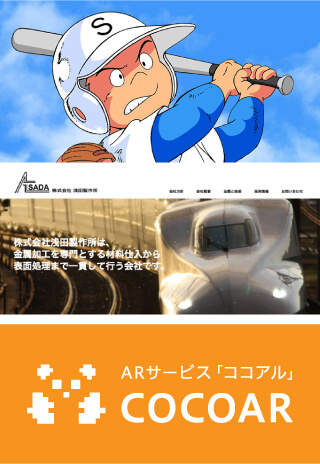 S
ASADA 株式会社 浅田製作所
会社方針 会社概要 品質と技術 採用情報 お問い合わせ
株式会社浅田製作所は、
金属加工を専門とする材料仕入から
表面処理まで一貫して行う会社です。
ARサービス「ココアル」
COCOAR